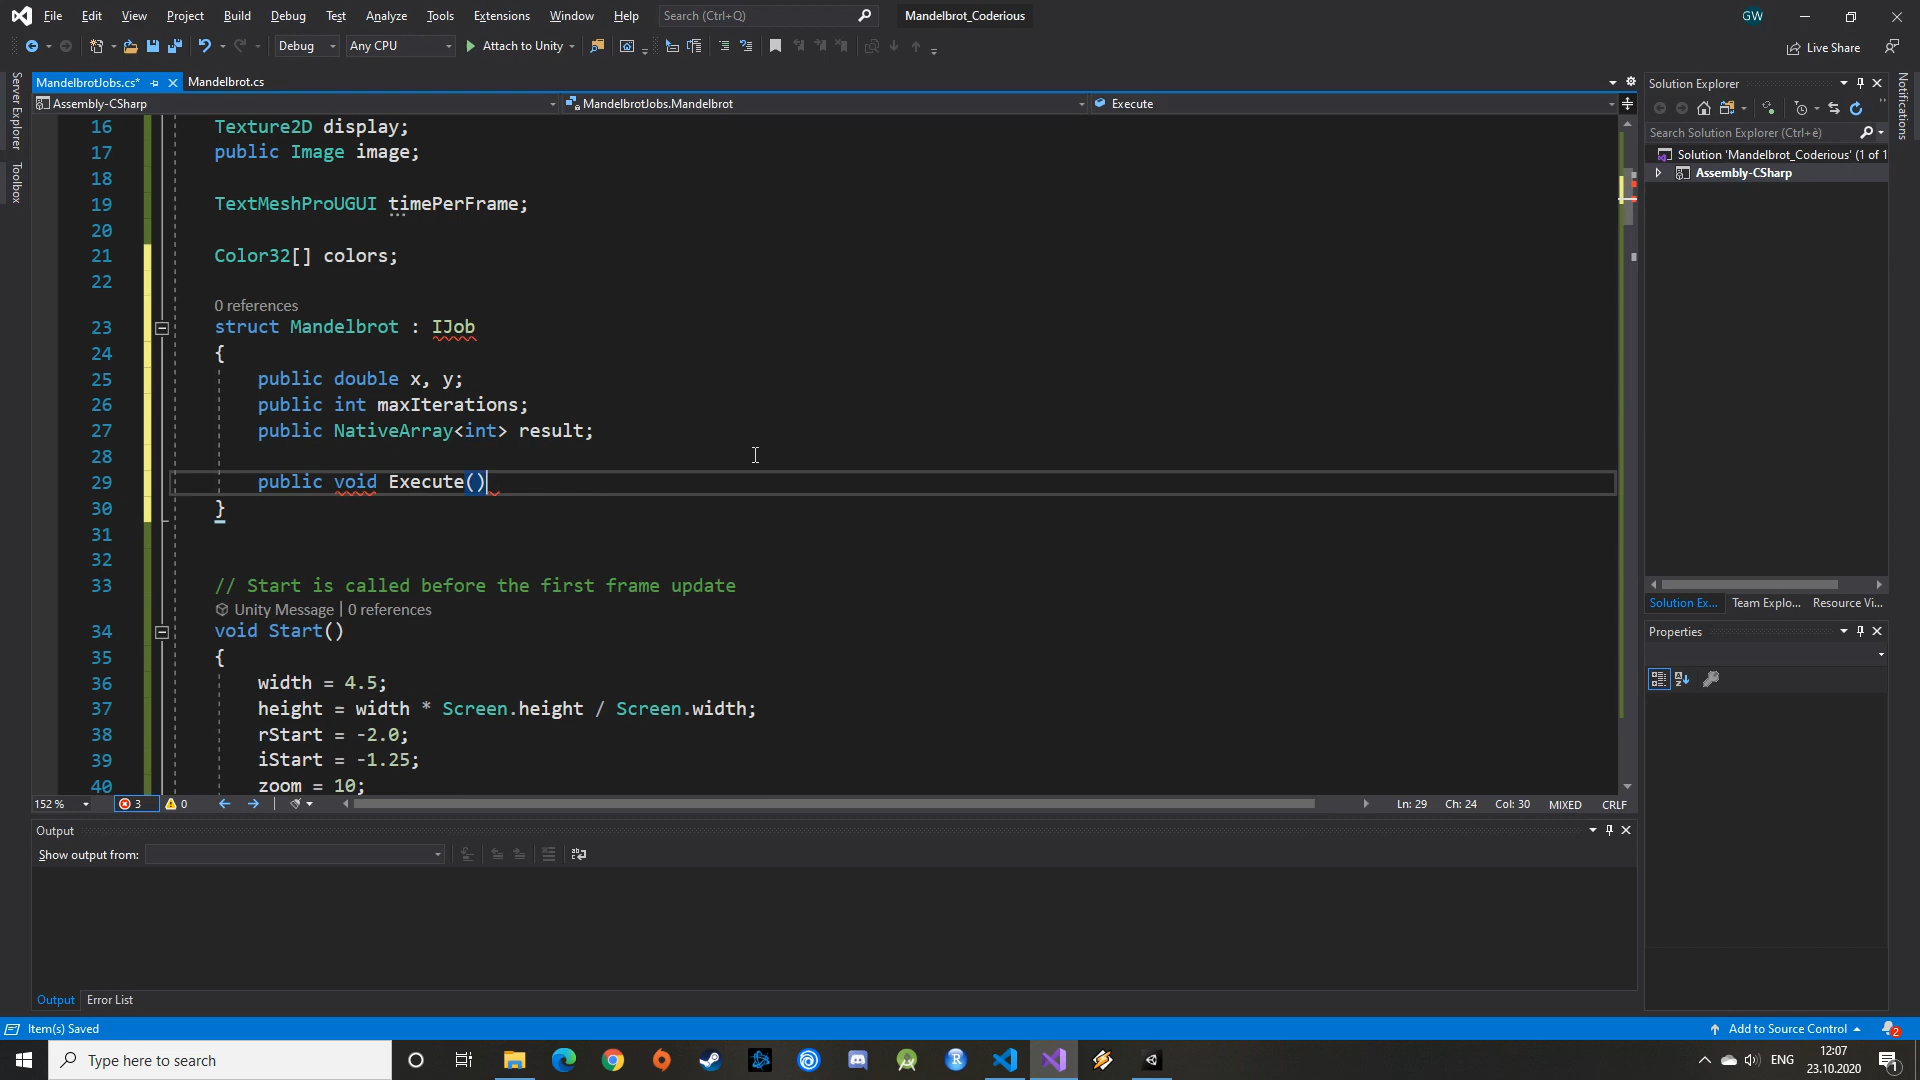 File Edit View Project Build Debug Test Analyze Tools Extensions Window Help Search (Ctrl+Q) Mandelbrot_Coderious GW
Debug Any CPU Attach to Unity Live Share
Server Explorer
Toolbox
MandelbrotJobs.cs* Mandelbrot.cs
Assembly-CSharp MandelbrotJobs.Mandelbrot Execute
16 Texture2D display;
17 public Image image;
18
19 TextMeshProUGUI timePerFrame;
20
21 Color32[] colors;
22
0 references
23 struct Mandelbrot : IJob
24 {
25 public double x, y;
26 public int maxIterations;
27 public NativeArray<int> result;
28
29 public void Execute()
30 }
31
32
33 // Start is called before the first frame update
Unity Message | 0 references
34 void Start()
35 {
36 width = 4.5;
37 height = width * Screen.height / Screen.width;
38 rStart = -2.0;
39 iStart = -1.25;
40 zoom = 10;
152 % 3 0 Ln: 29 Ch: 24 Col: 30 MIXED CRLF
Output
Show output from:
Output Error List
Solution Explorer
Search Solution Explorer (Ctrl+è)
Solution 'Mandelbrot_Coderious' (1 of 1
Assembly-CSharp
Solution Ex... Team Explo... Resource Vi...
Properties
Notifications
Item(s) Saved Add to Source Control 2
Type here to search ENG 12:07
23.10.2020 1